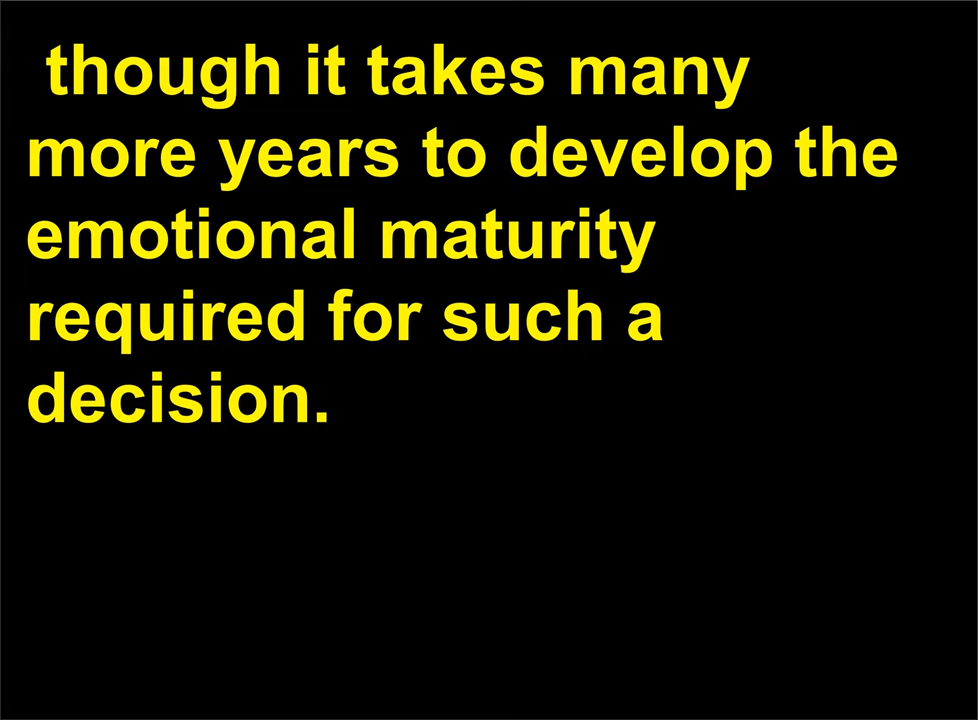 though it takes many
more years to develop the
emotional maturity
required for such a
decision.